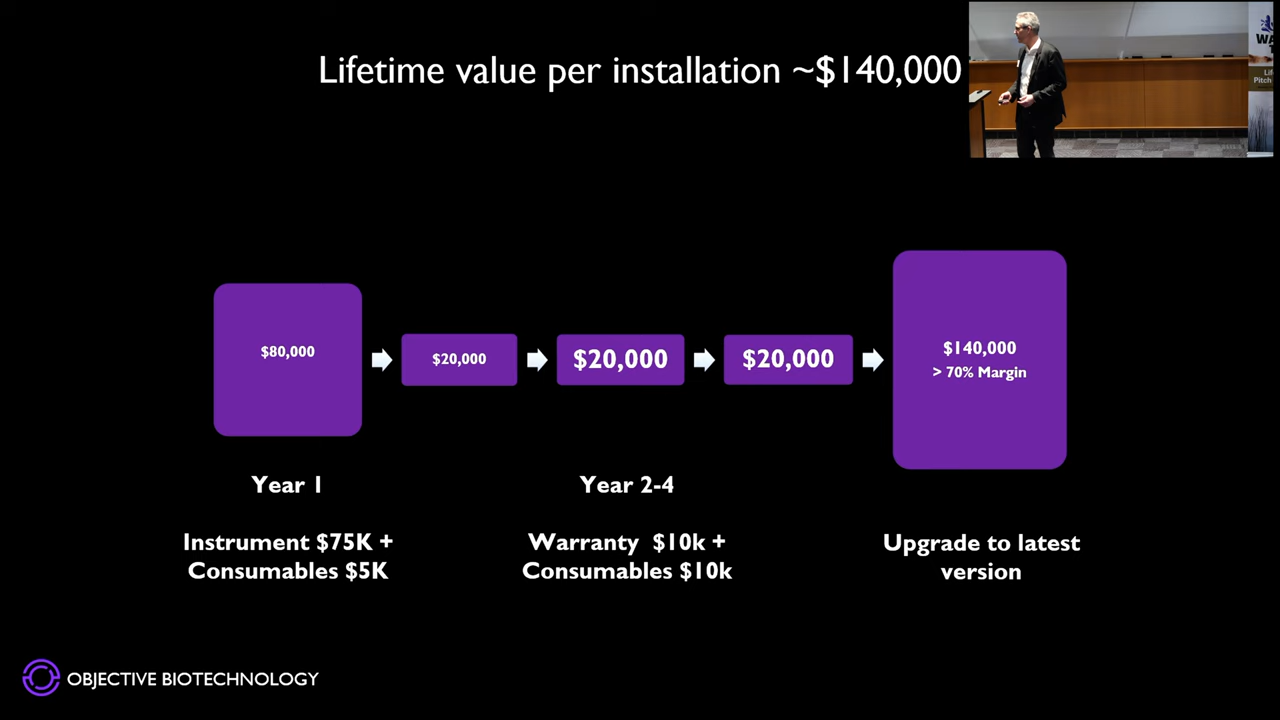 Lifetime value per installation ~$140,000
$80,000
$20,000
$20,000
$20,000
$140,000
> 70% Margin
Year 1
Year 2-4
Instrument $75K +
Consumables $5K
Warranty $10k +
Consumables $10k
Upgrade to latest
version
OBJECTIVE BIOTECHNOLOGY